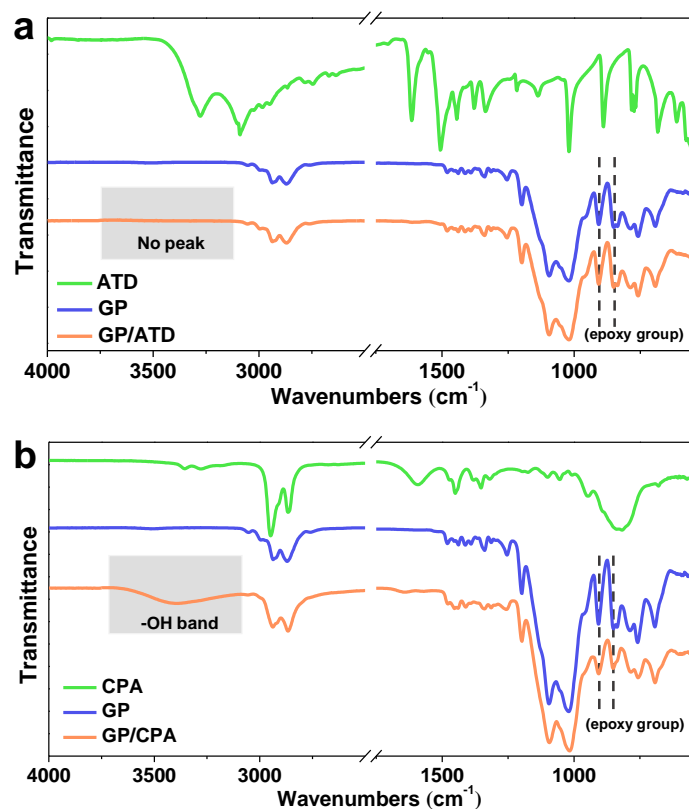 a
Transmittance
No peak
ATD
GP
GP/ATD
(epoxy group)
4000 3500 3000 1500 1000
Wavenumbers (cm-1)
b
Transmittance
-OH band
CPA
GP
GP/CPA
(epoxy group)
4000 3500 3000 1500 1000
Wavenumbers (cm-1)